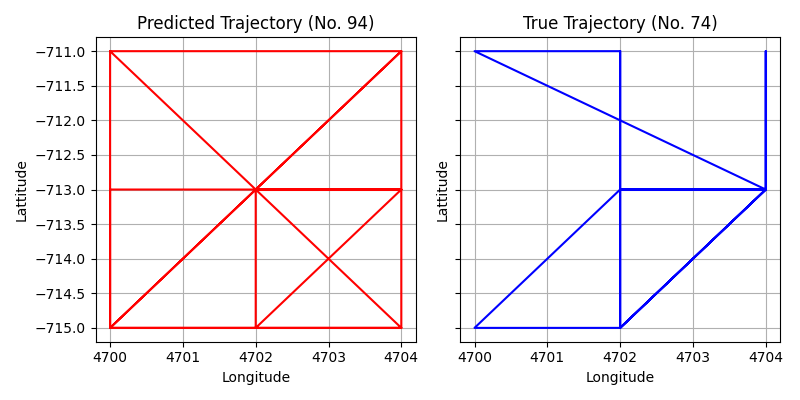 Predicted Trajectory (No. 94)
True Trajectory (No. 74)
−711.0
−711.5
−712.0
−712.5
−713.0
−713.5
−714.0
−714.5
−715.0
Lattitude
Lattitude
4700 4701 4702 4703 4704
4700 4701 4702 4703 4704
Longitude
Longitude